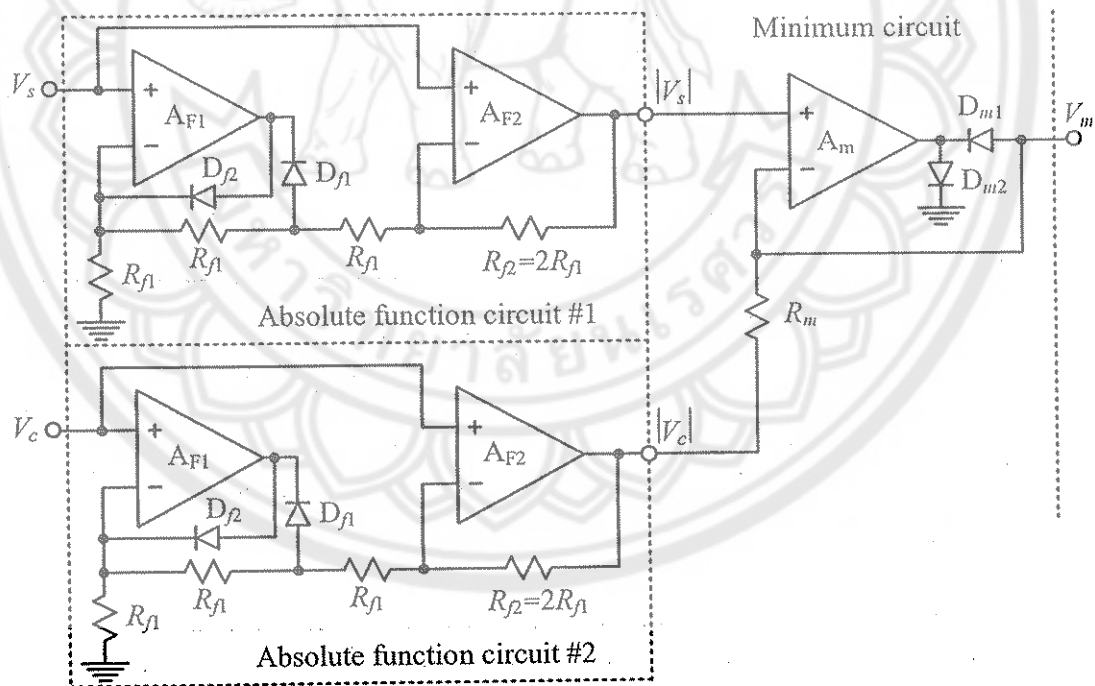 Minimum circuit
V_s
+
A_F1
−
D_f2
D_f1
R_f1
R_f1
R_f1
+
A_F2
−
R_f2=2R_f1
|V_s|
Absolute function circuit #1
+
A_m
−
D_m1
D_m2
V_m
R_m
V_c
+
A_F1
−
D_f2
D_f1
R_f1
R_f1
R_f1
+
A_F2
−
R_f2=2R_f1
|V_c|
Absolute function circuit #2